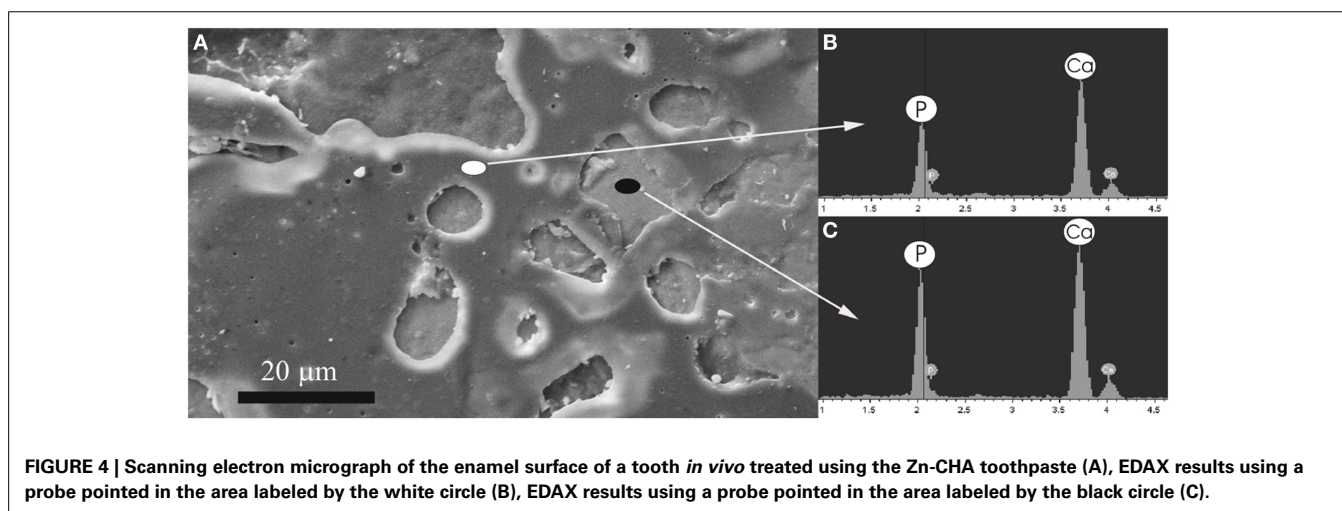 A
B
P
Ca
P
Ca
1 1.5 2 2.5 3 3.5 4 4.5
C
P
Ca
P
Ca
1 1.5 2 2.5 3 3.5 4 4.5
20 µm
FIGURE 4 | Scanning electron micrograph of the enamel surface of a tooth in vivo treated using the Zn-CHA toothpaste (A), EDAX results using a
probe pointed in the area labeled by the white circle (B), EDAX results using a probe pointed in the area labeled by the black circle (C).